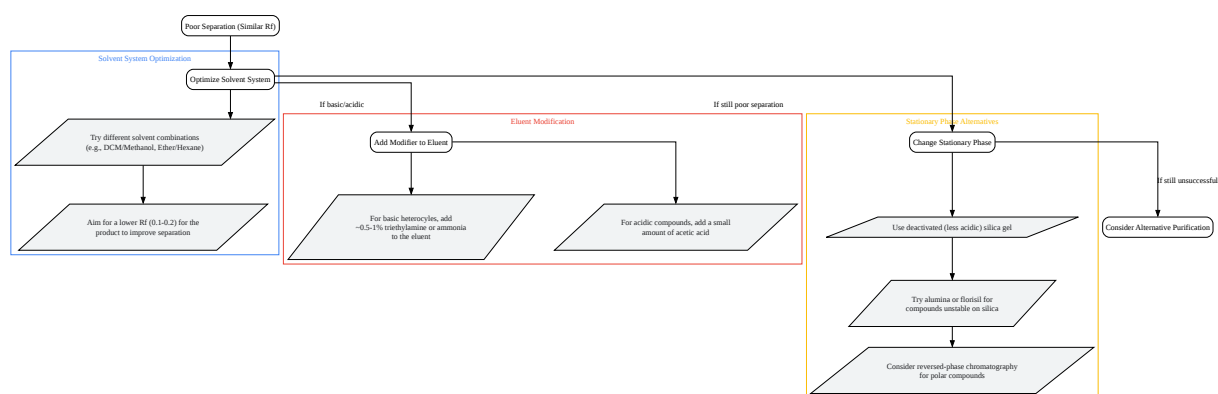 Poor Separation (Similar Rf)
Solvent System Optimization
Optimize Solvent System
If basic/acidic
If still poor separation
Try different solvent combinations
(e.g., DCM/Methanol, Ether/Hexane)
Aim for a lower Rf (0.1-0.2) for the
product to improve separation
Eluent Modification
Add Modifier to Eluent
For basic heterocyles, add
~0.5-1% triethylamine or ammonia
to the eluent
For acidic compounds, add a small
amount of acetic acid
Stationary Phase Alternatives
Change Stationary Phase
If still unsuccessful
Use deactivated (less acidic) silica gel
Consider Alternative Purification
Try alumina or florisil for
compounds unstable on silica
Consider reversed-phase chromatography
for polar compounds